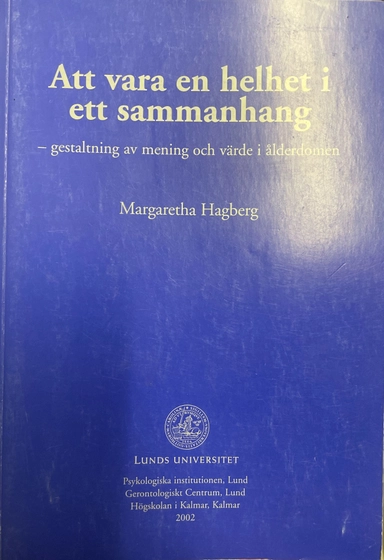 Att vara en helhet i
ett sammanhang
– gestaltning av mening och värde i ålderdomen
Margaretha Hagberg
LUNDS UNIVERSITET
Psykologiska institutionen, Lund
Gerontologiskt Centrum, Lund
Högskolan i Kalmar, Kalmar
2002